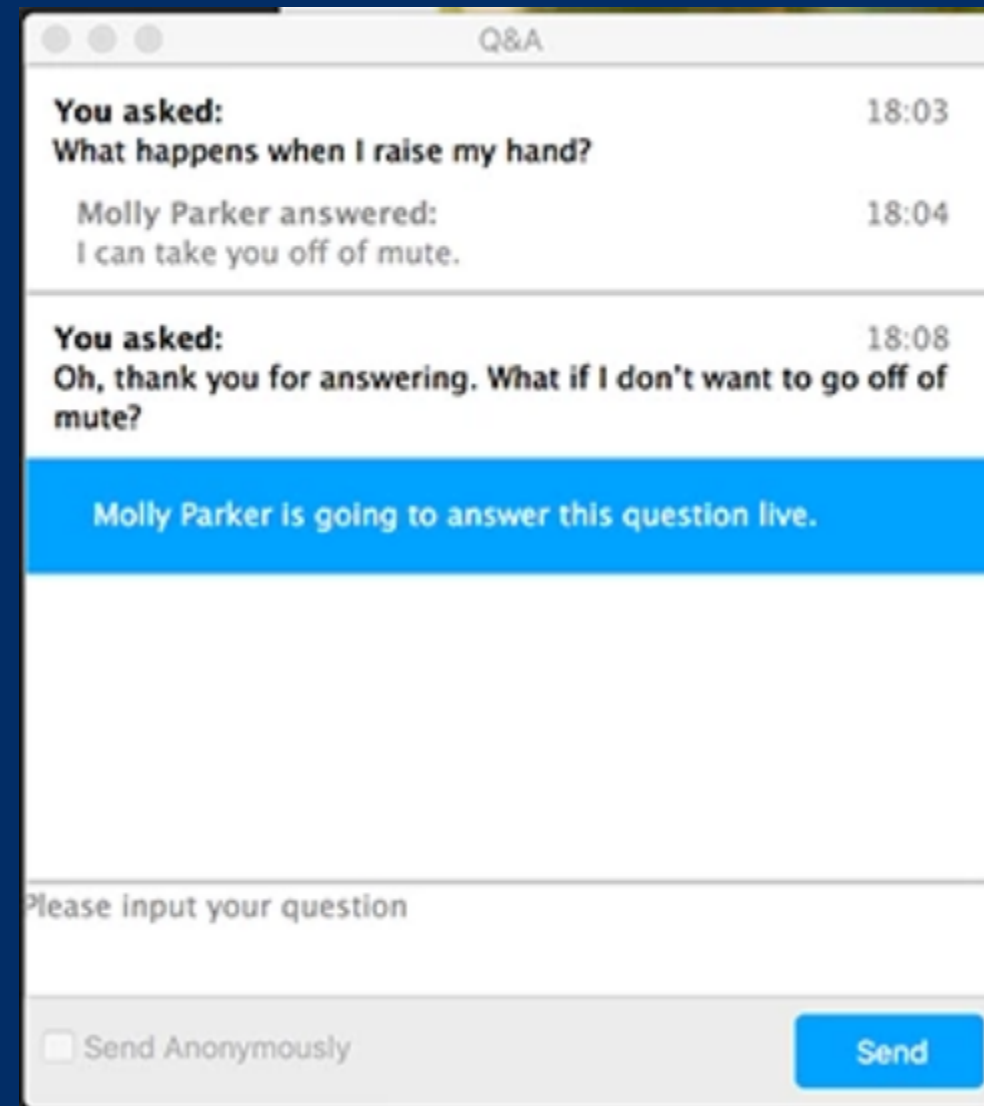 Q&A
You asked: 18:03
What happens when I raise my hand?
Molly Parker answered: 18:04
I can take you off of mute.
You asked: 18:08
Oh, thank you for answering. What if I don't want to go off of
mute?
Molly Parker is going to answer this question live.
Please input your question
Send Anonymously Send